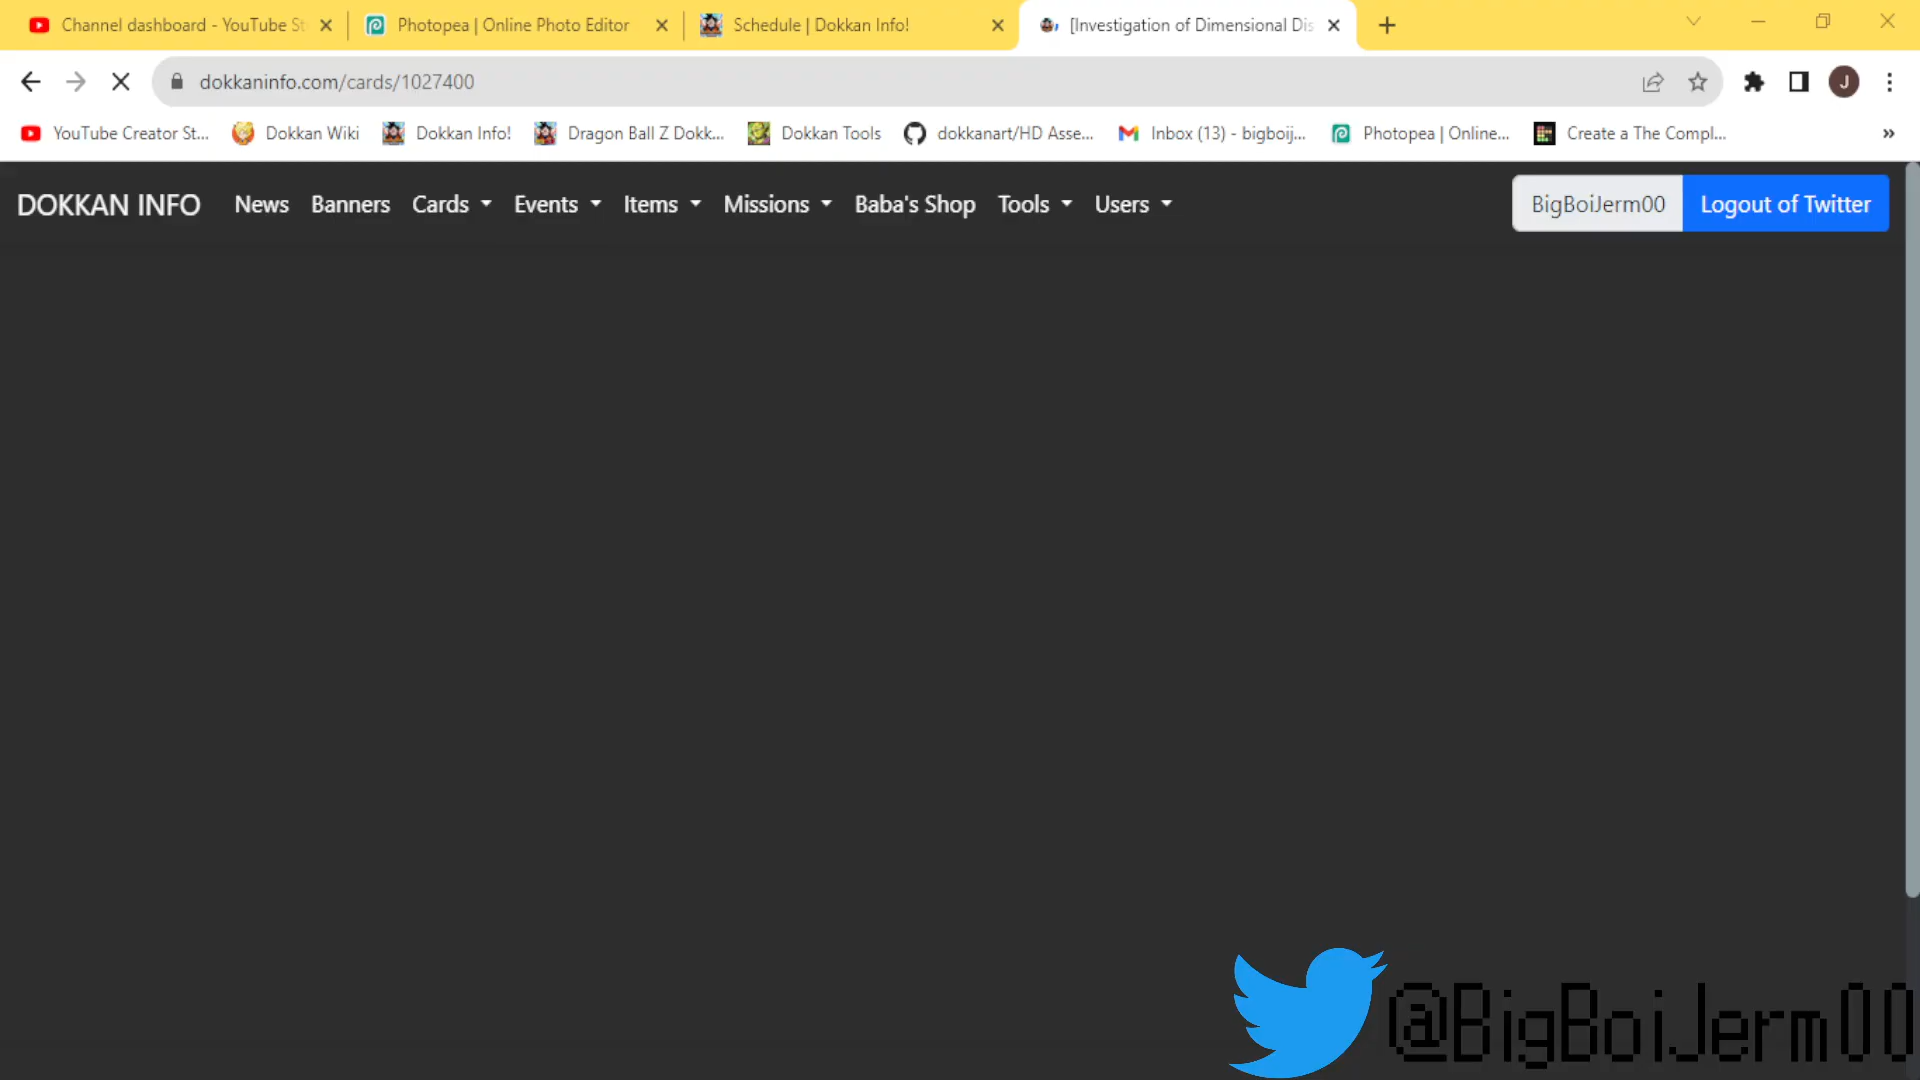 Channel dashboard - YouTube St
Photopea | Online Photo Editor
Schedule | Dokkan Info!
[Investigation of Dimensional Dis
dokkaninfo.com/cards/1027400
J
YouTube Creator St...
Dokkan Wiki
Dokkan Info!
Dragon Ball Z Dokk...
Dokkan Tools
dokkanart/HD Asse...
Inbox (13) - bigboij...
Photopea | Online...
Create a The Compl...
»
DOKKAN INFO
News
Banners
Cards
Events
Items
Missions
Baba's Shop
Tools
Users
BigBoiJerm00
Logout of Twitter
@BigBoiJerm00